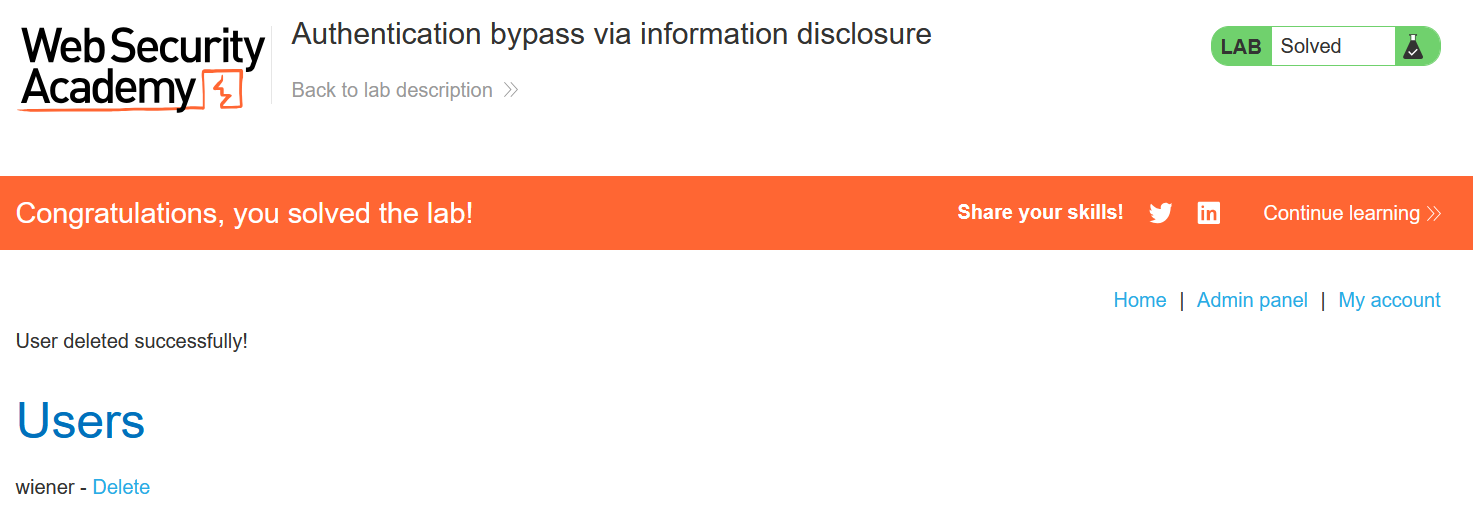 Web Security
Academy
Authentication bypass via information disclosure
Back to lab description
LAB Solved
Congratulations, you solved the lab!
Share your skills!
Continue learning
Home | Admin panel | My account
User deleted successfully!
Users
wiener - Delete